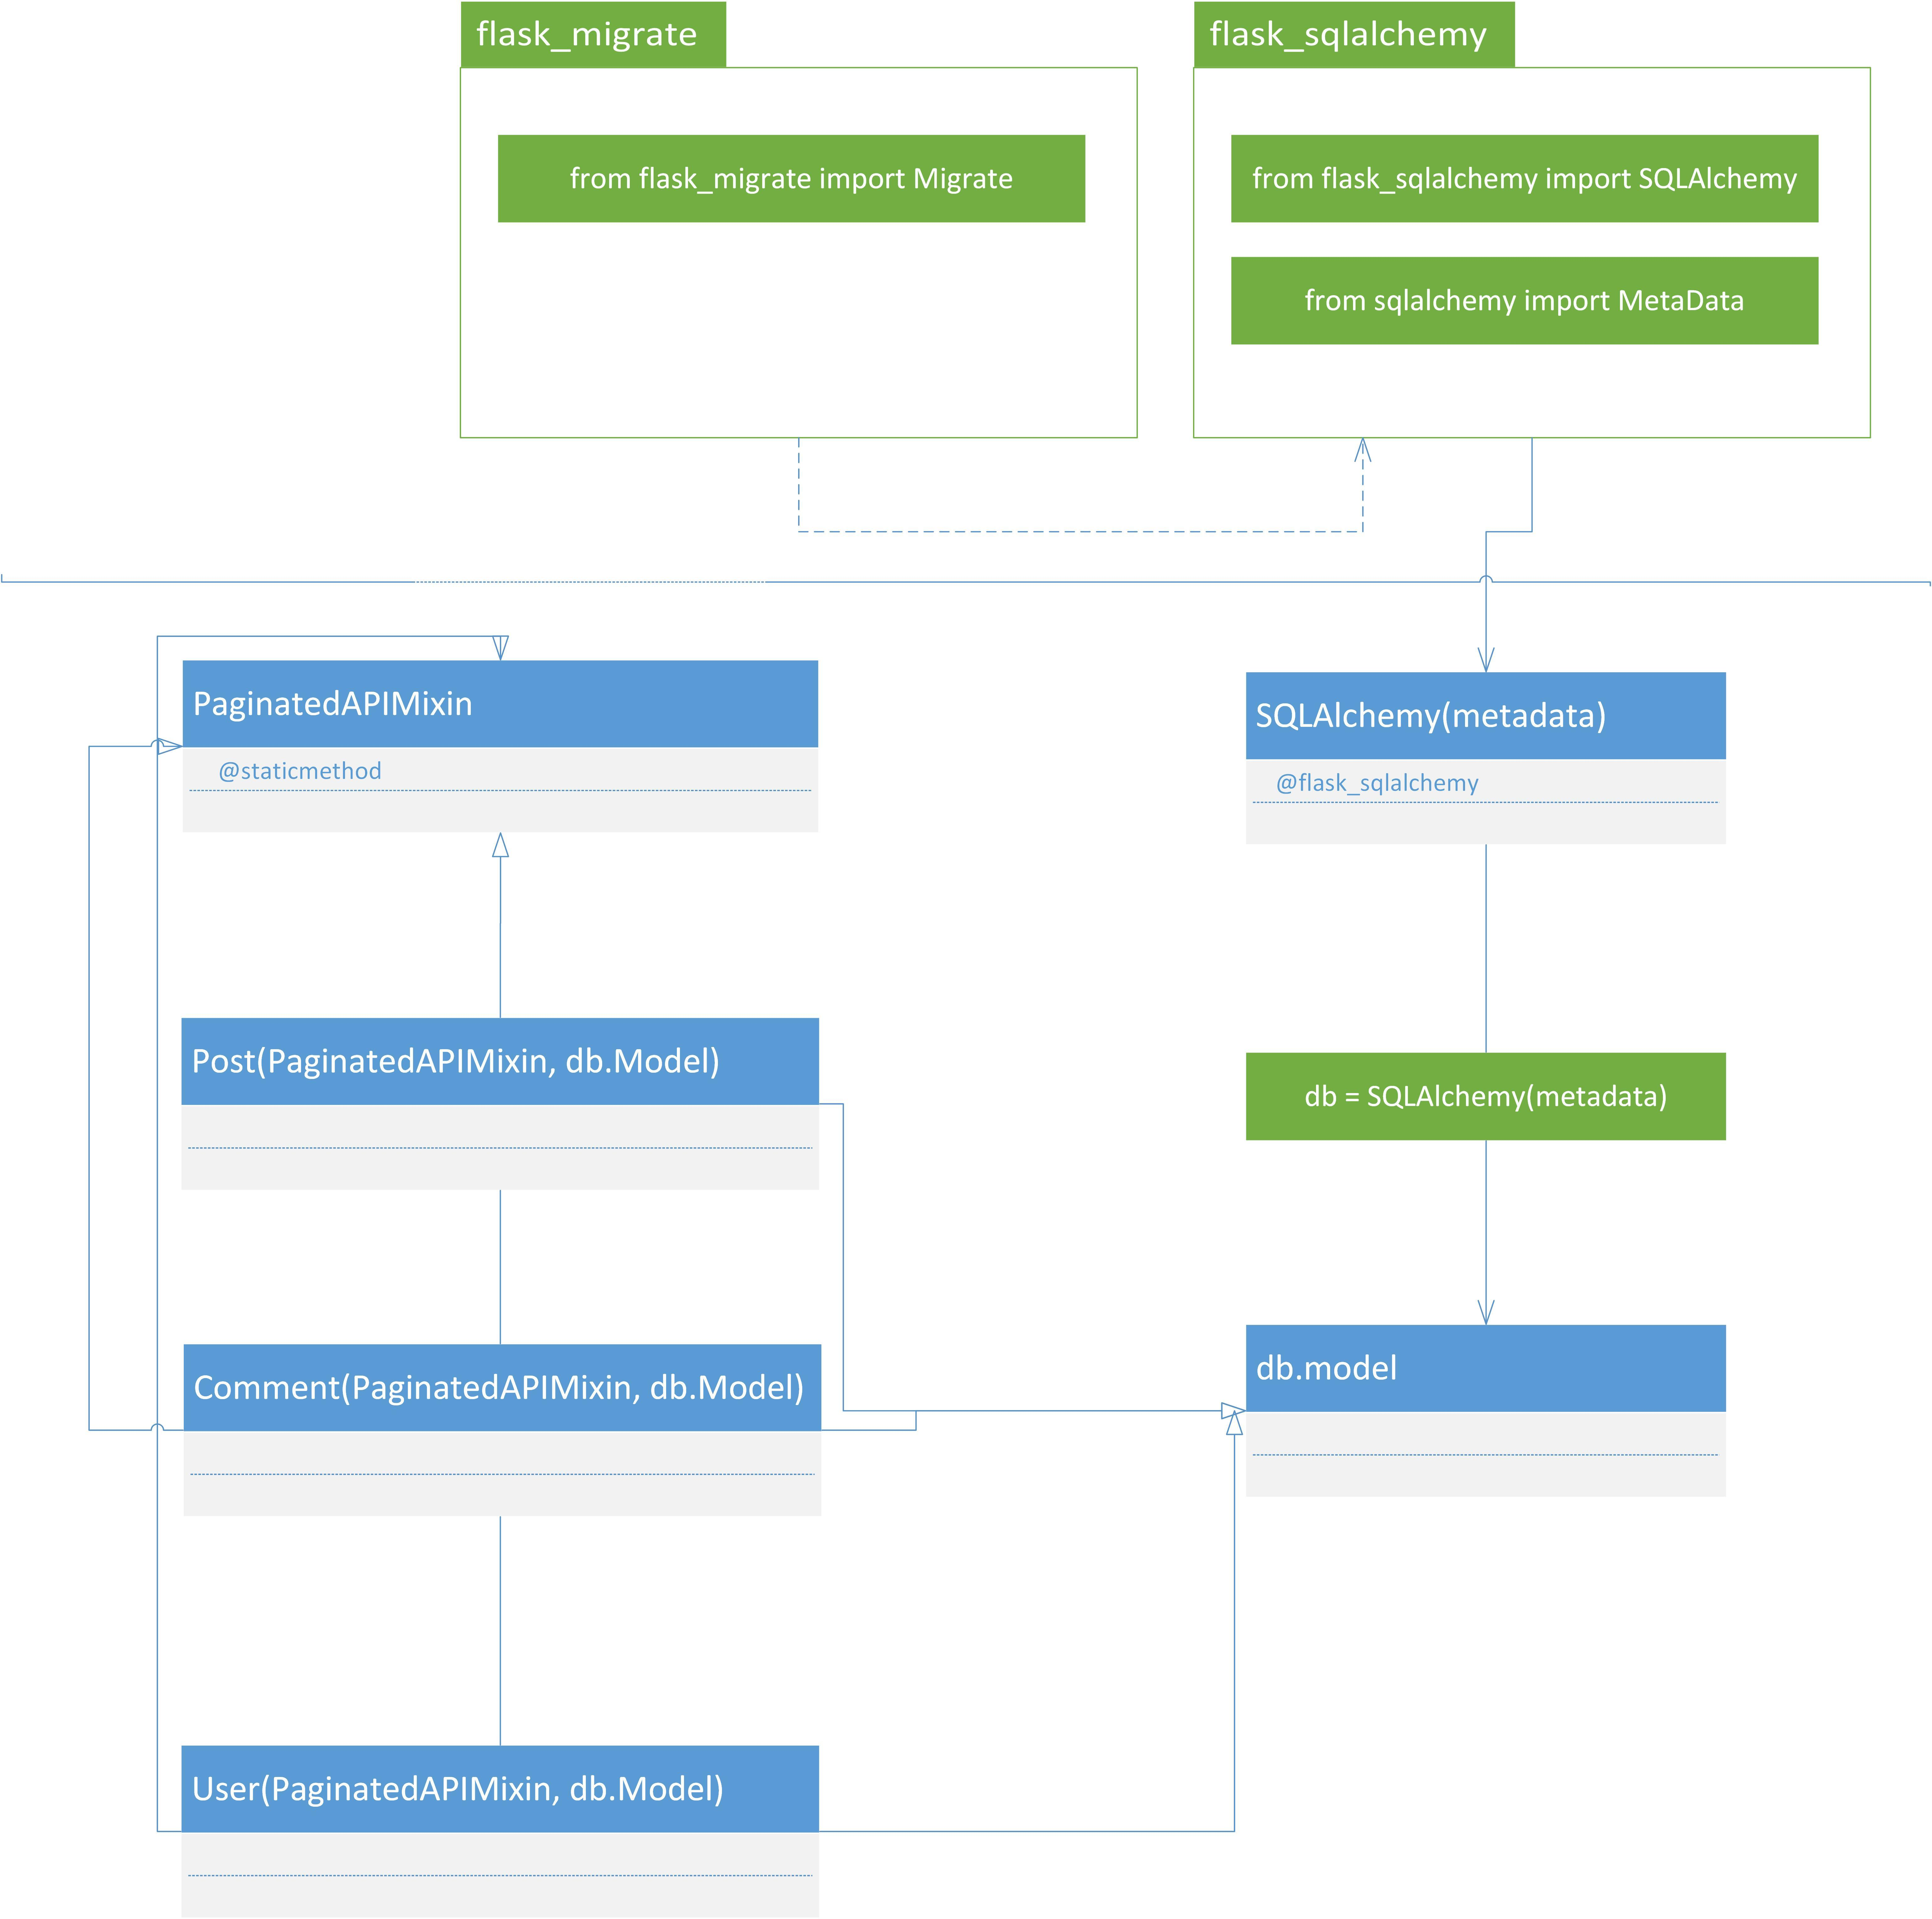 flask_migrate
from flask_migrate import Migrate
flask_sqlalchemy
from flask_sqlalchemy import SQLAlchemy
from sqlalchemy import MetaData
PaginatedAPIMixin
@staticmethod
Post(PaginatedAPIMixin, db.Model)
Comment(PaginatedAPIMixin, db.Model)
User(PaginatedAPIMixin, db.Model)
SQLAlchemy(metadata)
@flask_sqlalchemy
db = SQLAlchemy(metadata)
db.model